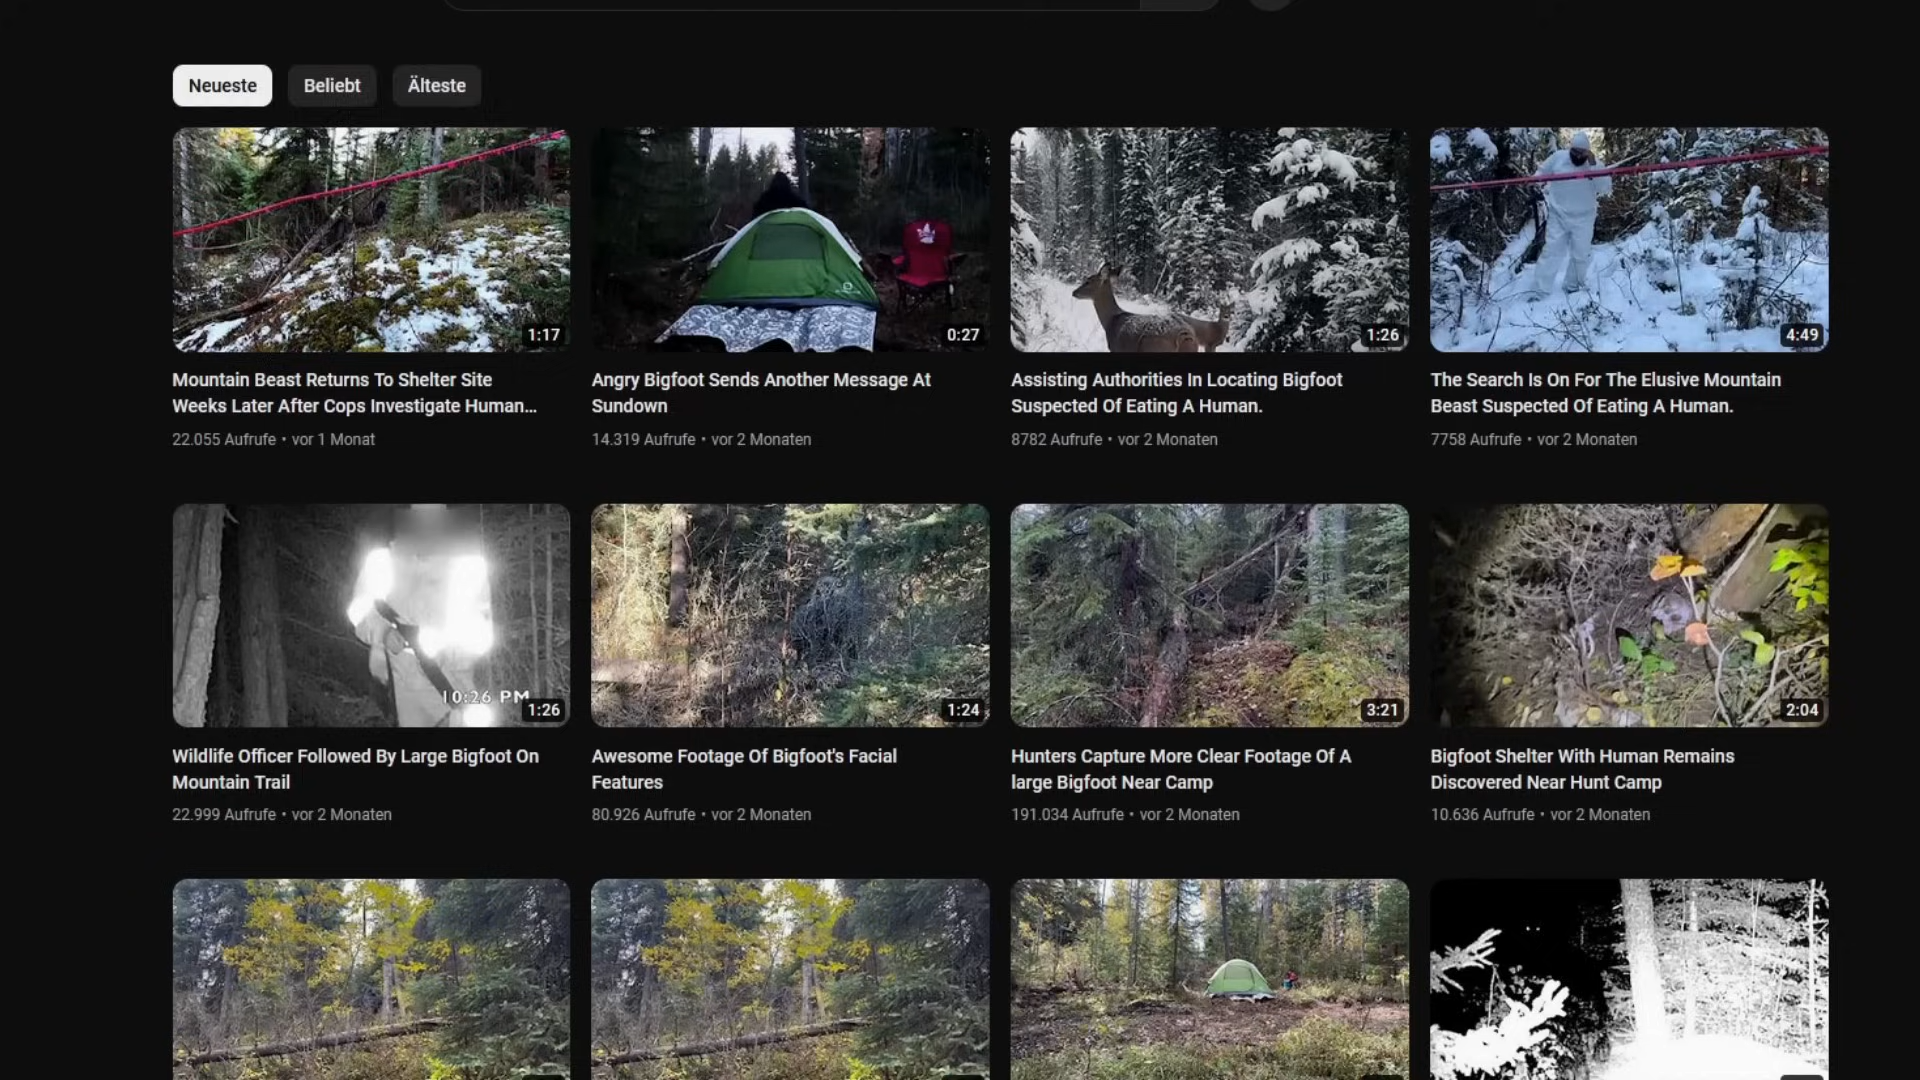 Neueste
Beliebt
Älteste
1:17
0:27
1:26
4:49
Mountain Beast Returns To Shelter Site
Weeks Later After Cops Investigate Human...
22.055 Aufrufe • vor 1 Monat
Angry Bigfoot Sends Another Message At
Sundown
14.319 Aufrufe • vor 2 Monaten
Assisting Authorities In Locating Bigfoot
Suspected Of Eating A Human.
8782 Aufrufe • vor 2 Monaten
The Search Is On For The Elusive Mountain
Beast Suspected Of Eating A Human.
7758 Aufrufe • vor 2 Monaten
10:26 PM
1:26
1:24
3:21
2:04
Wildlife Officer Followed By Large Bigfoot On
Mountain Trail
22.999 Aufrufe • vor 2 Monaten
Awesome Footage Of Bigfoot's Facial
Features
80.926 Aufrufe • vor 2 Monaten
Hunters Capture More Clear Footage Of A
large Bigfoot Near Camp
191.034 Aufrufe • vor 2 Monaten
Bigfoot Shelter With Human Remains
Discovered Near Hunt Camp
10.636 Aufrufe • vor 2 Monaten